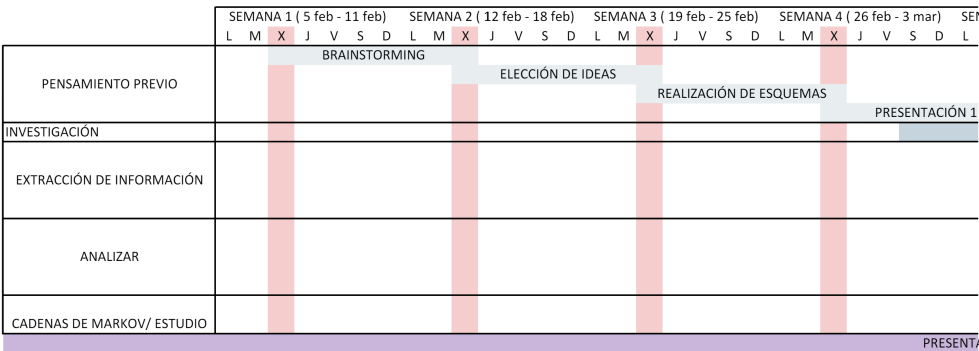 SEMANA 1 ( 5 feb - 11 feb) SEMANA 2 ( 12 feb - 18 feb) SEMANA 3 ( 19 feb - 25 feb) SEMANA 4 ( 26 feb - 3 mar)
L M X J V S D L M X J V S D L M X J V S D L M X J V S D L
BRAINSTORMING
ELECCIÓN DE IDEAS
PENSAMIENTO PREVIO
REALIZACIÓN DE ESQUEMAS
PRESENTACIÓN 1
INVESTIGACIÓN
EXTRACCIÓN DE INFORMACIÓN
ANALIZAR
CADENAS DE MARKOV/ ESTUDIO